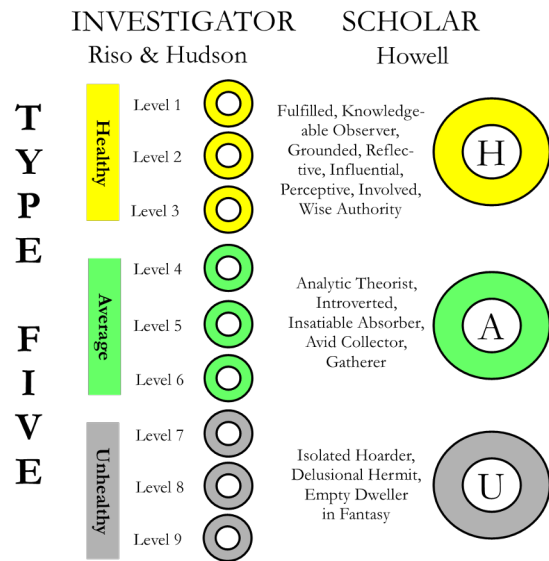 INVESTIGATOR
Riso & Hudson
SCHOLAR
Howell
TYPE FIVE
Healthy
Level 1
Level 2
Level 3
Fulfilled, Knowledge-
able Observer,
Grounded, Reflec-
tive, Influential,
Perceptive, Involved,
Wise Authority
H
Average
Level 4
Level 5
Level 6
Analytic Theorist,
Introverted,
Insatiable Absorber,
Avid Collector,
Gatherer
A
Unhealthy
Level 7
Level 8
Level 9
Isolated Hoarder,
Delusional Hermit,
Empty Dweller
in Fantasy
U